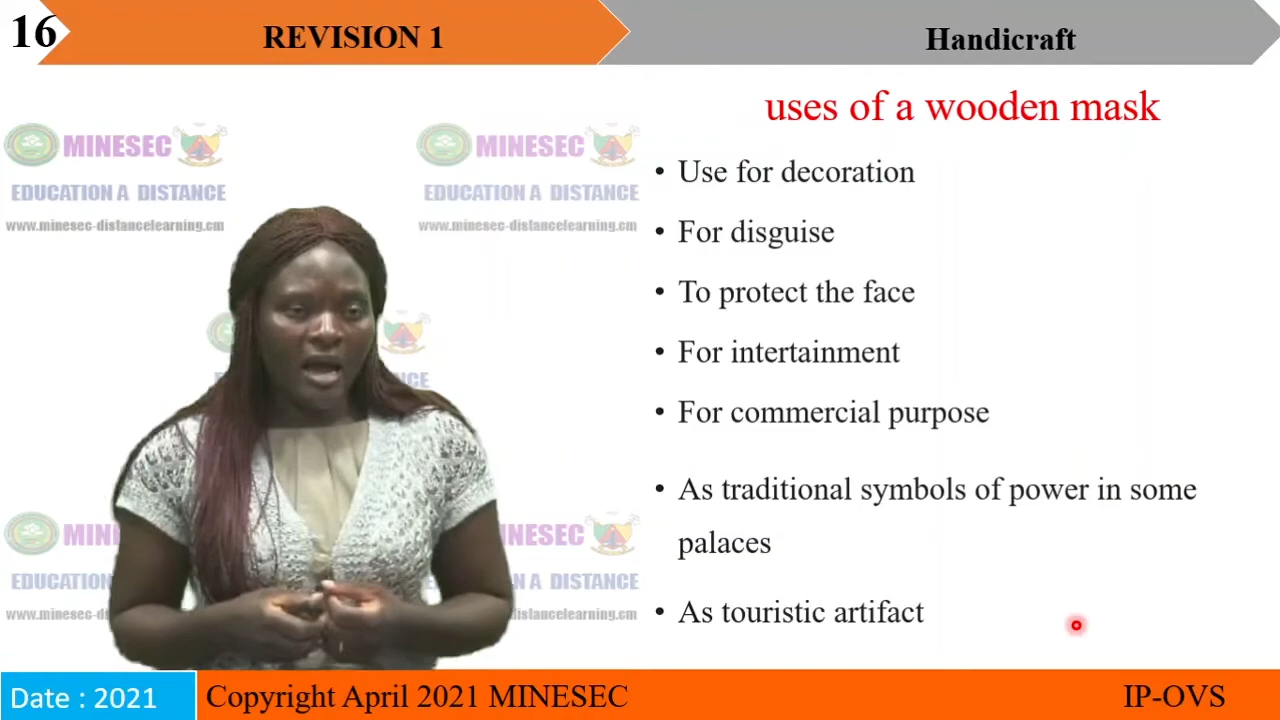 16
REVISION 1
Handicraft
uses of a wooden mask
MINESEC
EDUCATION A DISTANCE
www.minesec-distancelearning.cm
MINESEC
EDUCATION A DISTANCE
www.minesec-distancelearning.cm
• Use for decoration
• For disguise
• To protect the face
• For intertainment
• For commercial purpose
• As traditional symbols of power in some
palaces
• As touristic artifact
Date : 2021
Copyright April 2021 MINESEC
IP-OVS